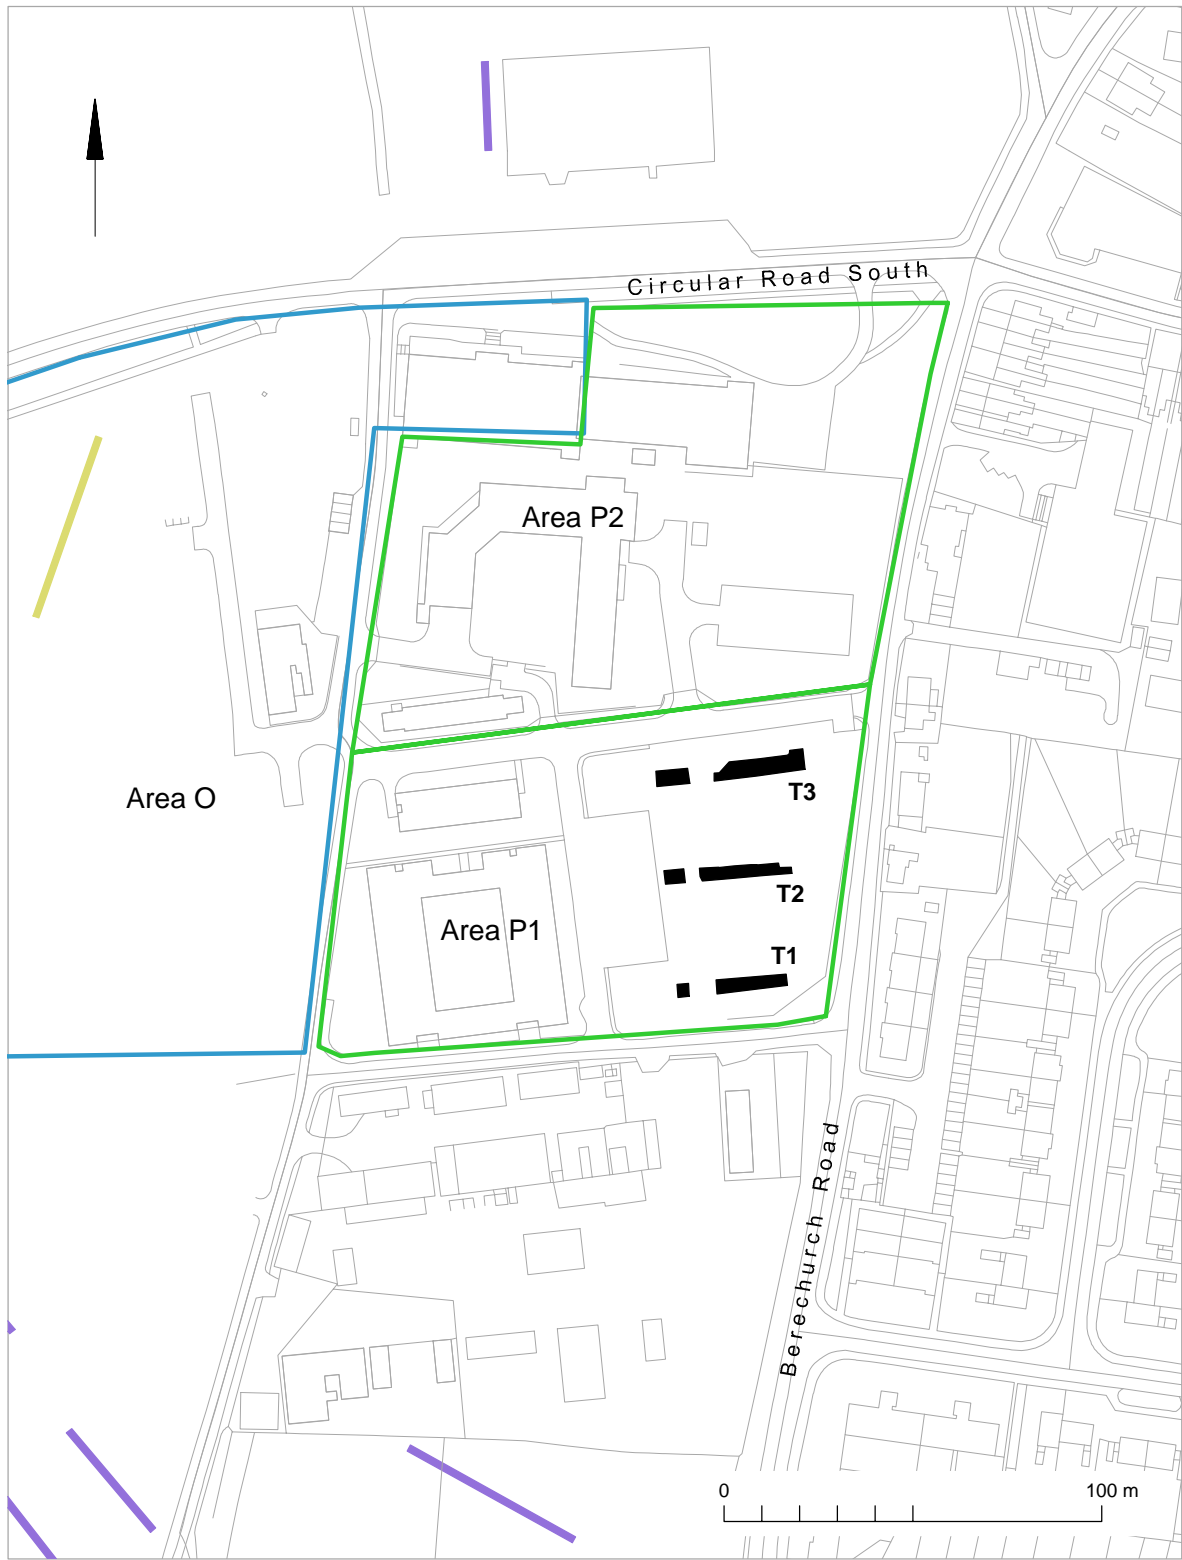 Circular Road South
Area P2
Area O
T3
T2
Area P1
T1
Berechurch Road
0 100 m